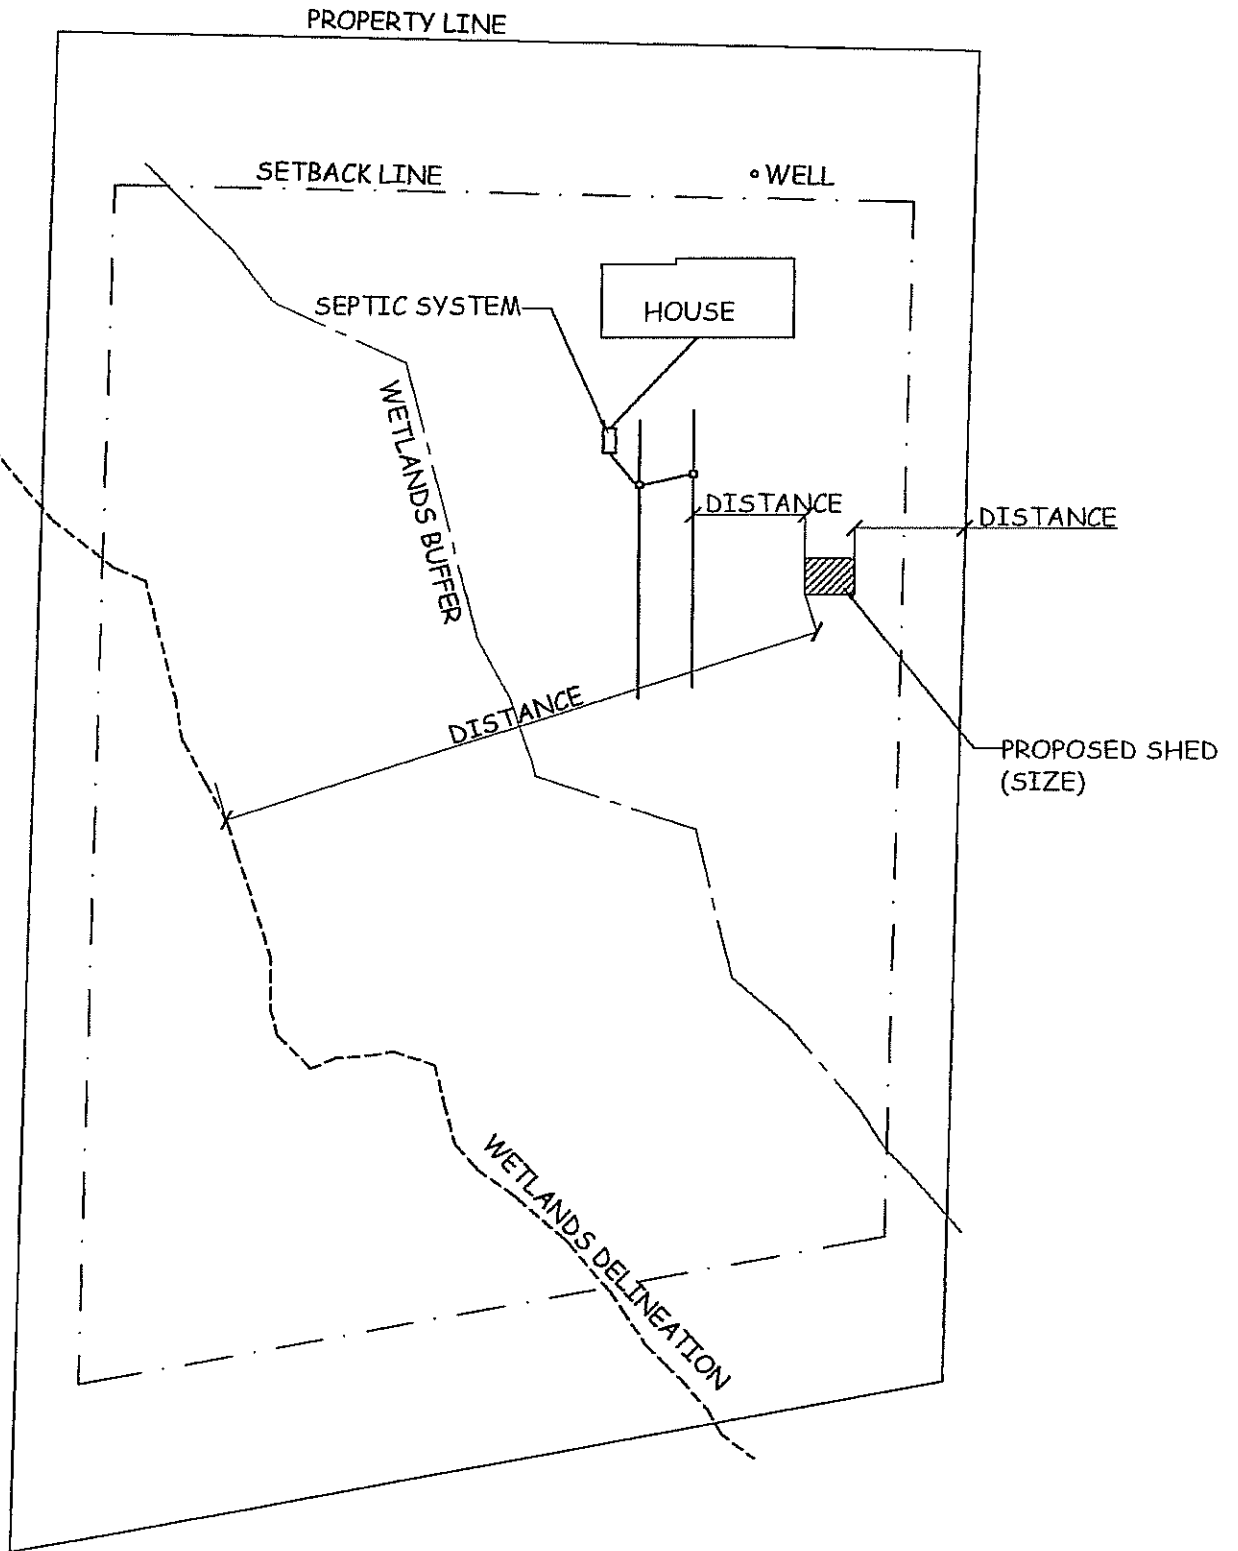 PROPERTY LINE
SETBACK LINE
WELL
SEPTIC SYSTEM
HOUSE
WETLANDS BUFFER
DISTANCE
DISTANCE
DISTANCE
PROPOSED SHED
(SIZE)
WETLANDS DELINEATION